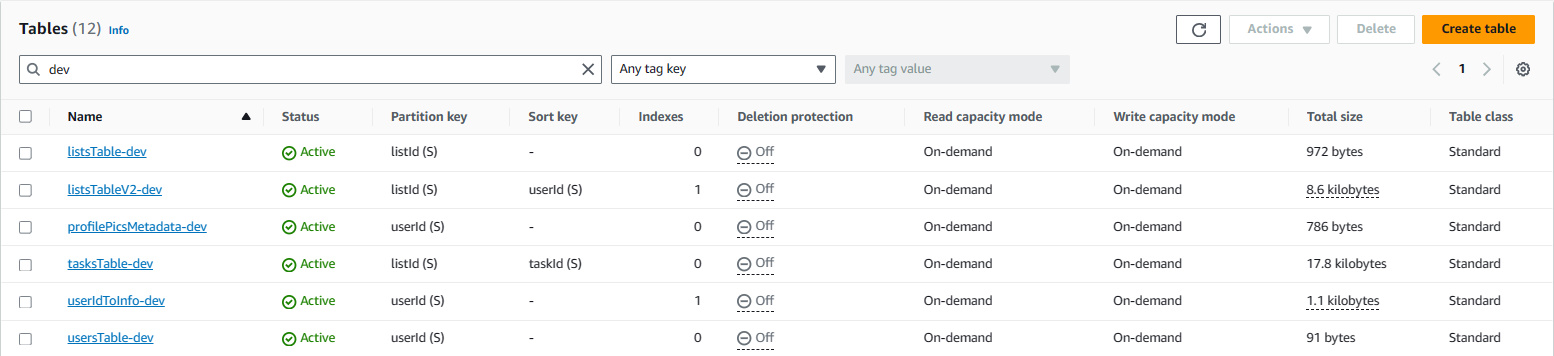 Tables (12) Info
Actions Delete Create table
dev Any tag key Any tag value 1
Name Status Partition key Sort key Indexes Deletion protection Read capacity mode Write capacity mode Total size Table class
listsTable-dev Active listId (S) - 0 Off On-demand On-demand 972 bytes Standard
listsTableV2-dev Active listId (S) userId (S) 1 Off On-demand On-demand 8.6 kilobytes Standard
profilePicsMetadata-dev Active userId (S) - 0 Off On-demand On-demand 786 bytes Standard
tasksTable-dev Active listId (S) taskId (S) 0 Off On-demand On-demand 17.8 kilobytes Standard
userIdToInfo-dev Active userId (S) - 1 Off On-demand On-demand 1.1 kilobytes Standard
usersTable-dev Active userId (S) - 0 Off On-demand On-demand 91 bytes Standard